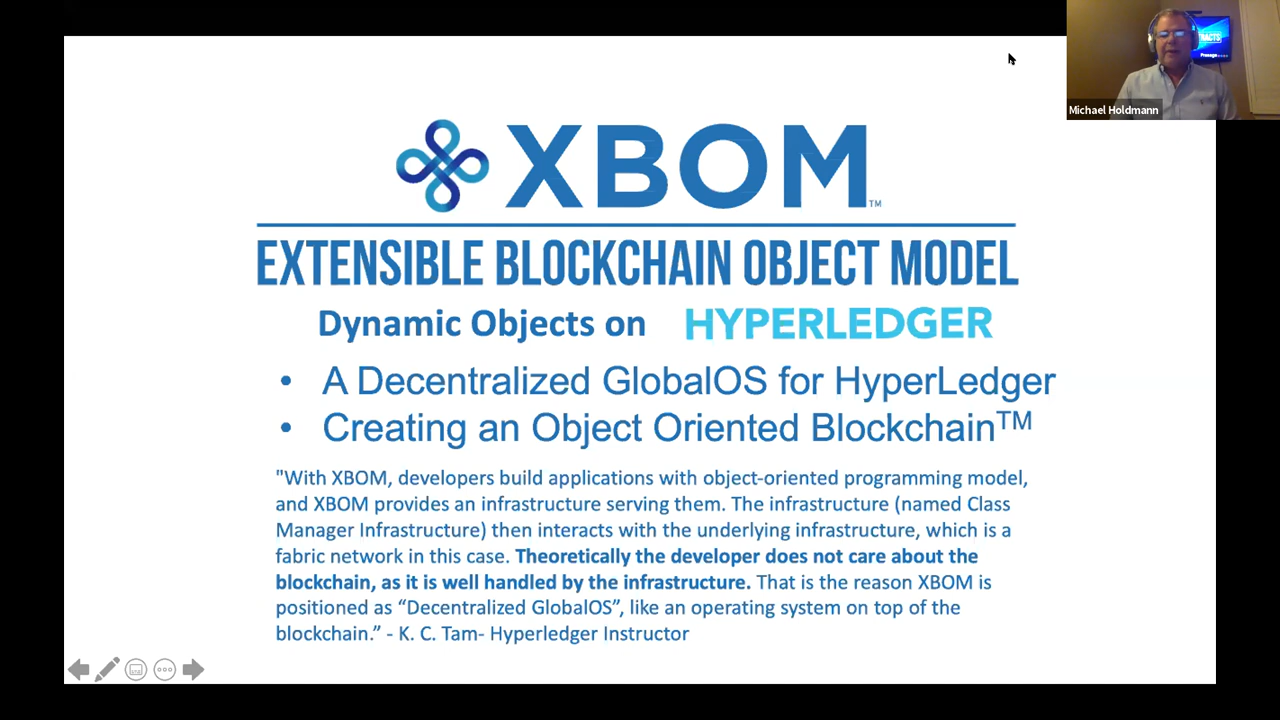 XBOM™
EXTENSIBLE BLOCKCHAIN OBJECT MODEL
Dynamic Objects on HYPERLEDGER
• A Decentralized GlobalOS for HyperLedger
• Creating an Object Oriented Blockchain™
"With XBOM, developers build applications with object-oriented programming model,
and XBOM provides an infrastructure serving them. The infrastructure (named Class
Manager Infrastructure) then interacts with the underlying infrastructure, which is a
fabric network in this case. Theoretically the developer does not care about the
blockchain, as it is well handled by the infrastructure. That is the reason XBOM is
positioned as “Decentralized GlobalOS”, like an operating system on top of the
blockchain.” - K. C. Tam- Hyperledger Instructor
Michael Holdmann